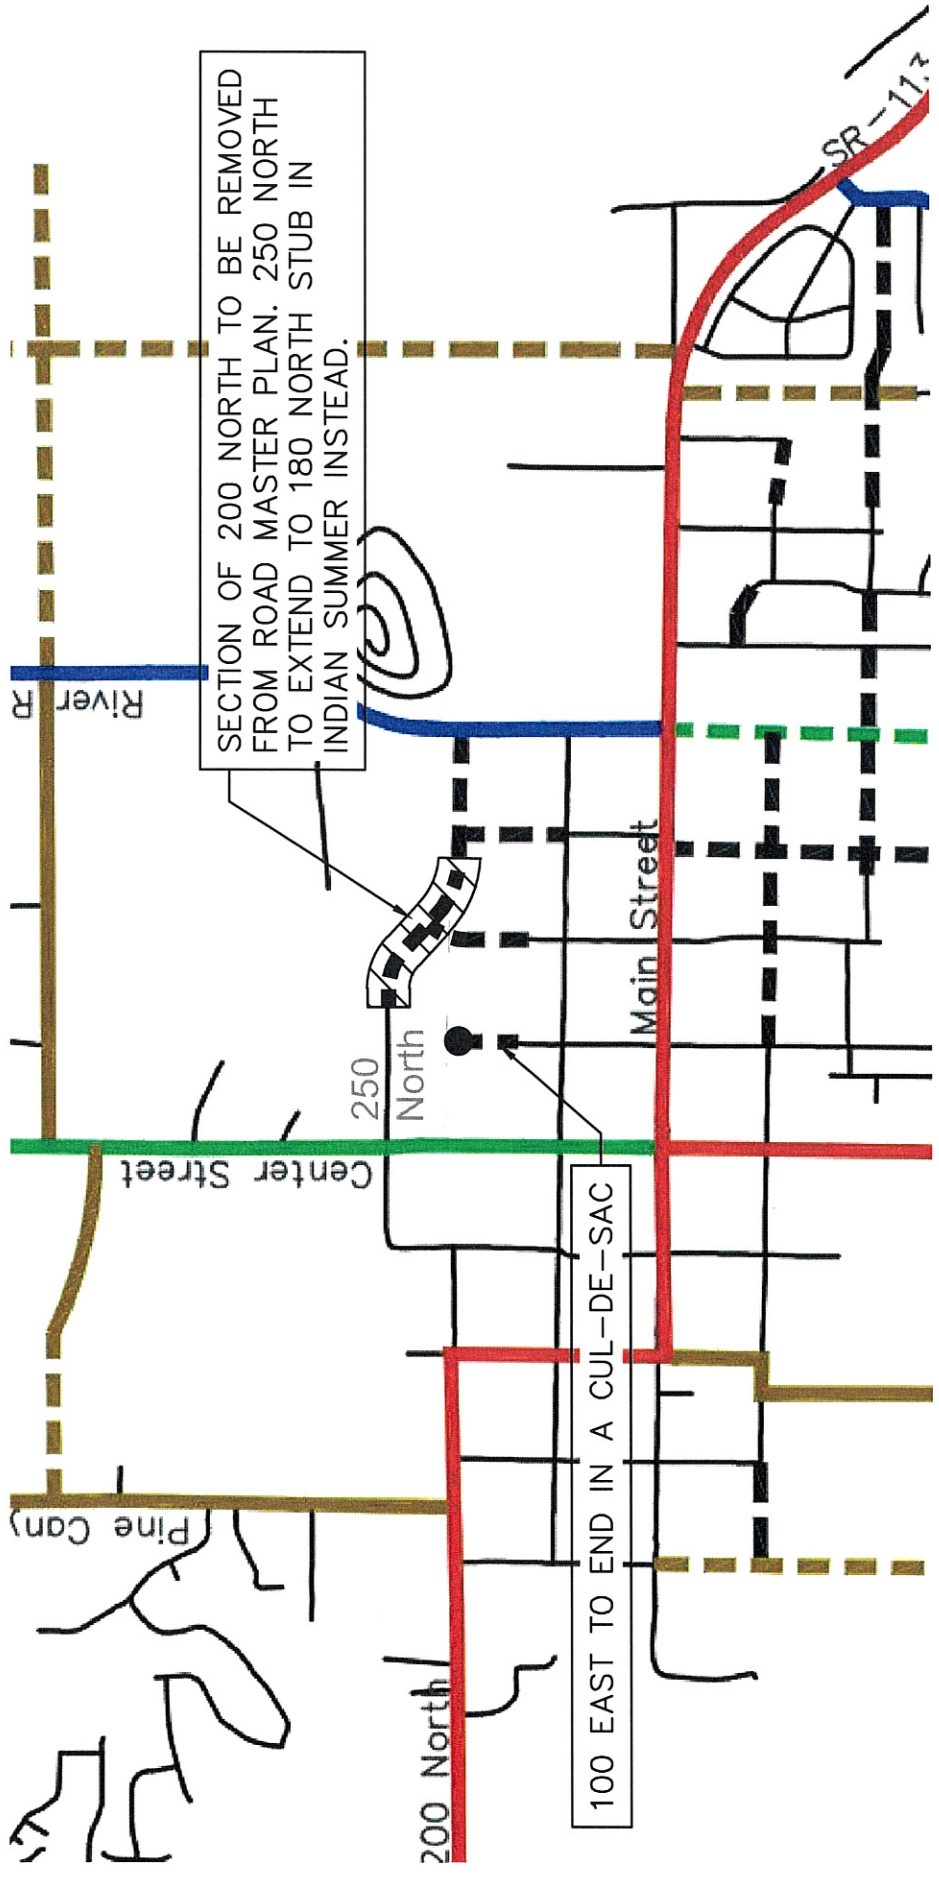 SECTION OF 200 NORTH TO BE REMOVED
FROM ROAD MASTER PLAN. 250 NORTH
TO EXTEND TO 180 NORTH STUB IN
INDIAN SUMMER INSTEAD.
SR-113
River R
Main Street
250
North
Center Street
100 EAST TO END IN A CUL-DE-SAC
Pine Cany
200 North